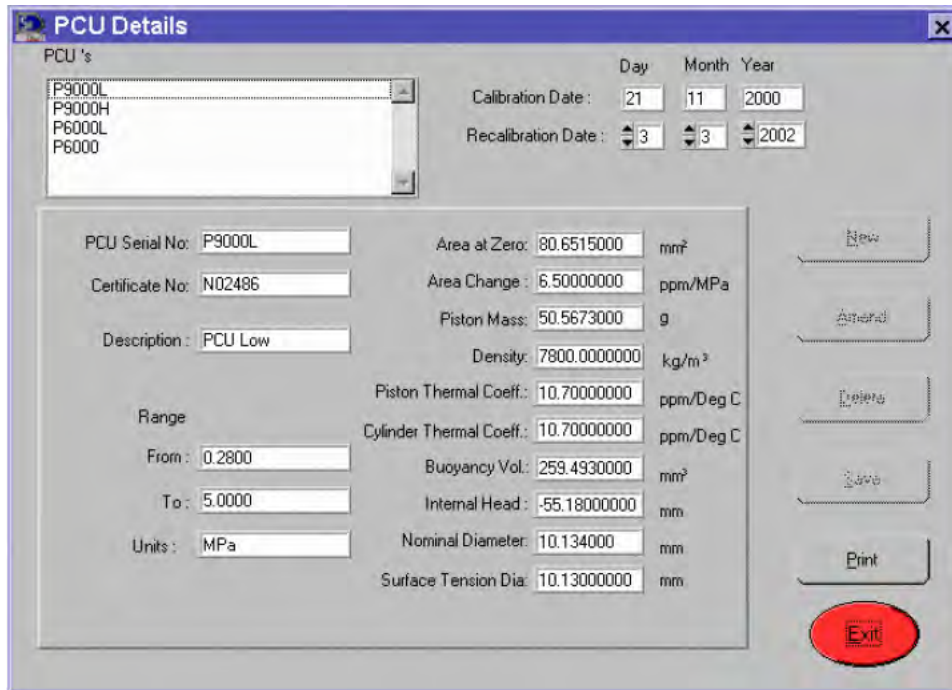 PCU Details
PCU 's
P9000L
P9000H
P6000L
P6000
Day Month Year
Calibration Date : 21 11 2000
Recalibration Date : 3 3 2002
PCU Serial No: P9000L
Certificate No: N02486
Description : PCU Low
Range
From : 0.2800
To : 5.0000
Units : MPa
Area at Zero: 80.6515000 mm²
Area Change : 6.50000000 ppm/MPa
Piston Mass: 50.5673000 g
Density: 7800.0000000 kg/m³
Piston Thermal Coeff.: 10.70000000 ppm/Deg C
Cylinder Thermal Coeff.: 10.70000000 ppm/Deg C
Buoyancy Vol.: 259.4930000 mm³
Internal Head : -55.18000000 mm
Nominal Diameter: 10.134000 mm
Surface Tension Dia: 10.13000000 mm
New
Amend
Delete
Save
Print
Exit